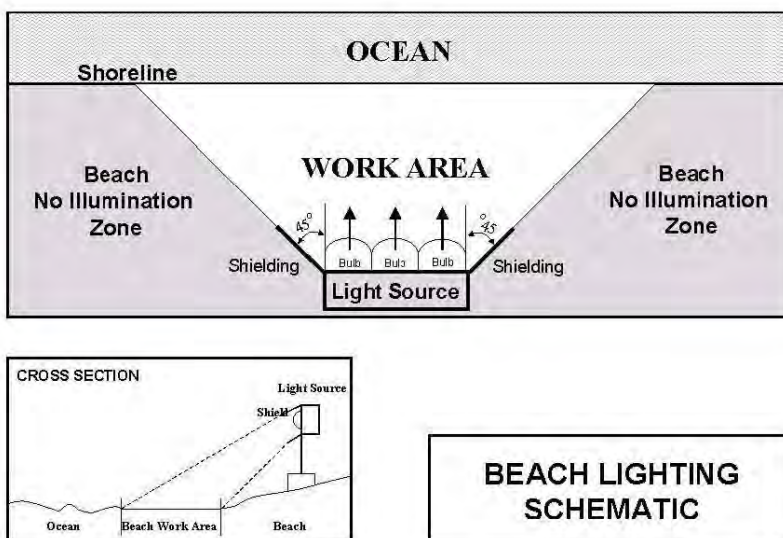 OCEAN
Shoreline
WORK AREA
Beach
No Illumination
Zone
Beach
No Illumination
Zone
45°
°45
Shielding
Bulb
Bulb
Bulb
Shielding
Light Source
CROSS SECTION
Light Source
Shield
Ocean
Beach Work Area
Beach
BEACH LIGHTING
SCHEMATIC